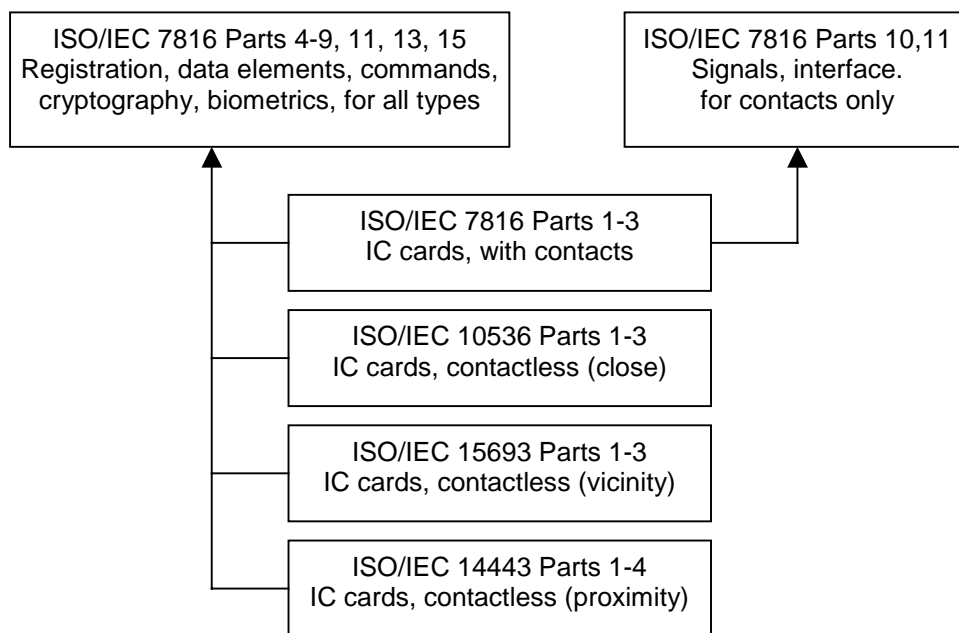 ISO/IEC 7816 Parts 4-9, 11, 13, 15
Registration, data elements, commands,
cryptography, biometrics, for all types
ISO/IEC 7816 Parts 10,11
Signals, interface.
for contacts only
ISO/IEC 7816 Parts 1-3
IC cards, with contacts
ISO/IEC 10536 Parts 1-3
IC cards, contactless (close)
ISO/IEC 15693 Parts 1-3
IC cards, contactless (vicinity)
ISO/IEC 14443 Parts 1-4
IC cards, contactless (proximity)